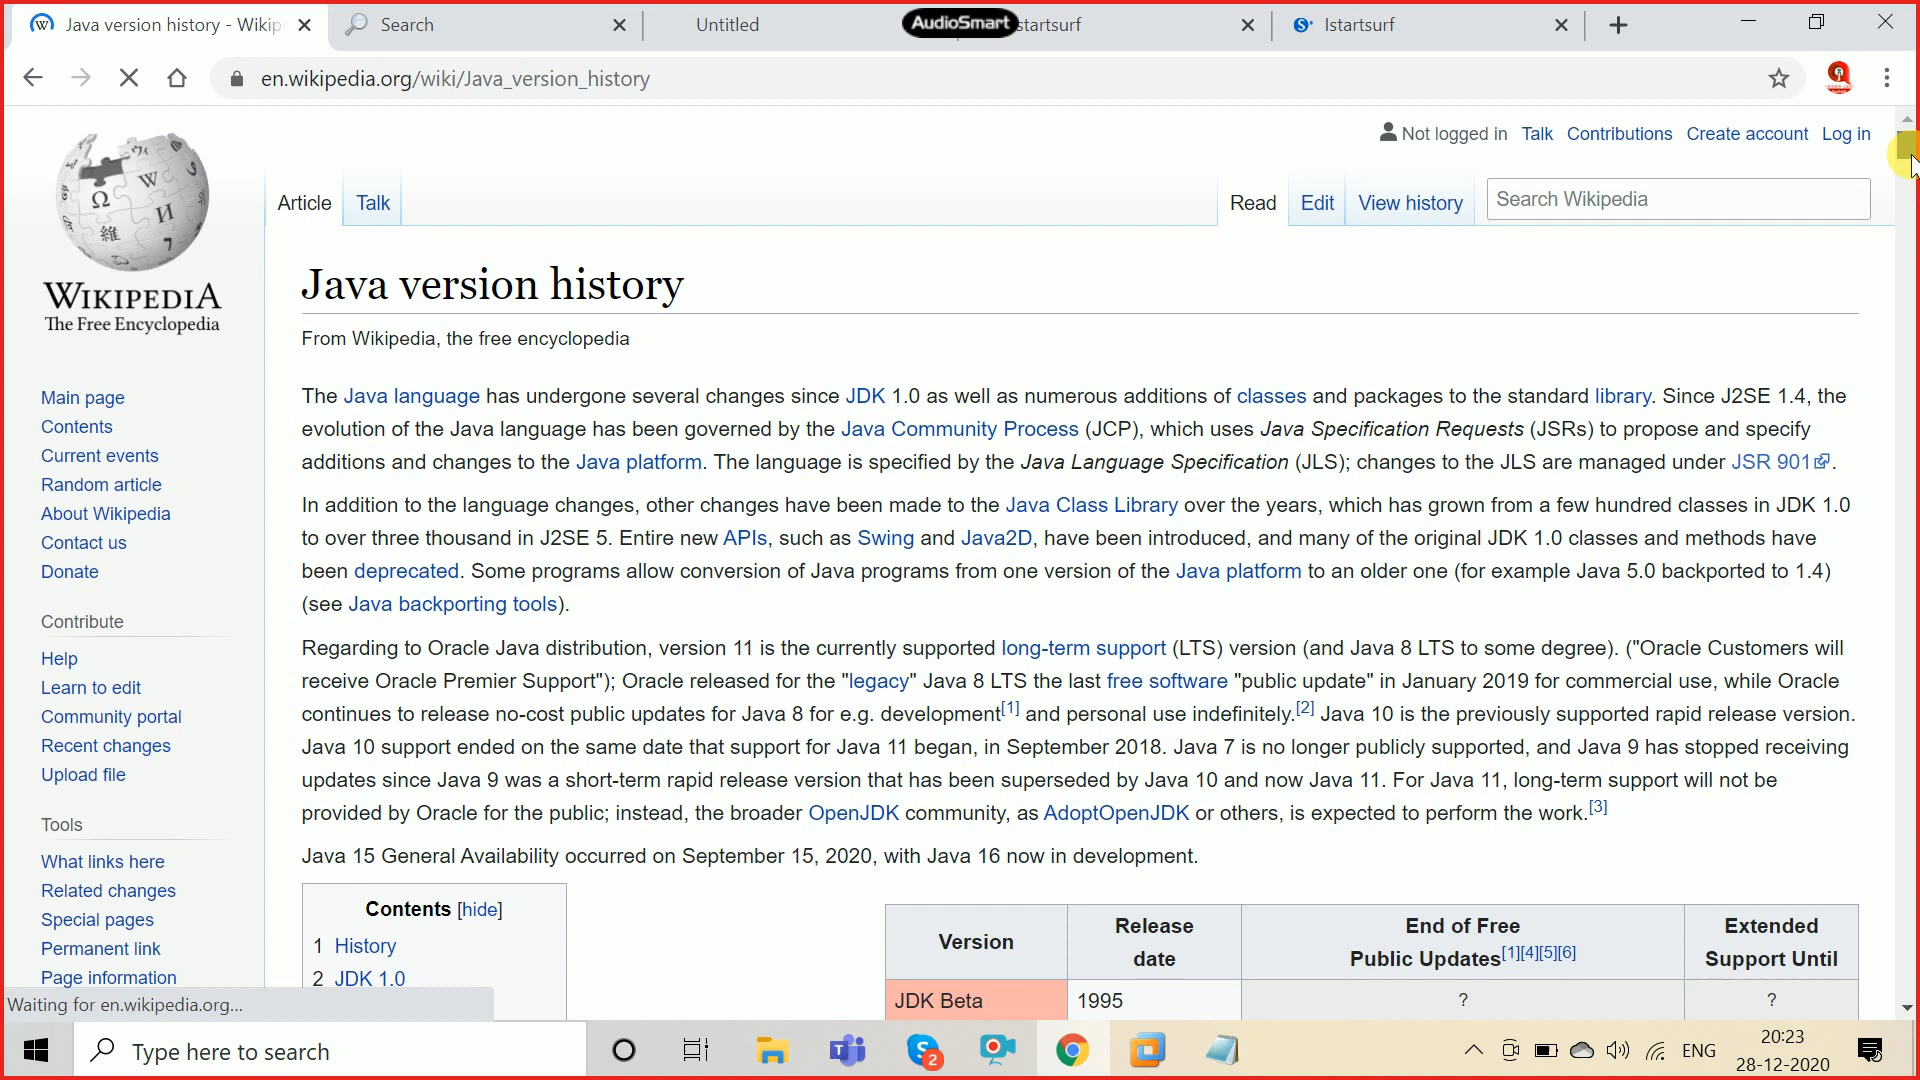 Java version history - Wikip
Search
Untitled
AudioSmart
startsurf
Istartsurf
en.wikipedia.org/wiki/Java_version_history
Not logged in Talk Contributions Create account Log in
Article Talk Read Edit View history Search Wikipedia
WIKIPEDIA
The Free Encyclopedia
Main page
Contents
Current events
Random article
About Wikipedia
Contact us
Donate
Contribute
Help
Learn to edit
Community portal
Recent changes
Upload file
Tools
What links here
Related changes
Special pages
Permanent link
Page information
Java version history
From Wikipedia, the free encyclopedia
The Java language has undergone several changes since JDK 1.0 as well as numerous additions of classes and packages to the standard library. Since J2SE 1.4, the
evolution of the Java language has been governed by the Java Community Process (JCP), which uses Java Specification Requests (JSRs) to propose and specify
additions and changes to the Java platform. The language is specified by the Java Language Specification (JLS); changes to the JLS are managed under JSR 901.
In addition to the language changes, other changes have been made to the Java Class Library over the years, which has grown from a few hundred classes in JDK 1.0
to over three thousand in J2SE 5. Entire new APIs, such as Swing and Java2D, have been introduced, and many of the original JDK 1.0 classes and methods have
been deprecated. Some programs allow conversion of Java programs from one version of the Java platform to an older one (for example Java 5.0 backported to 1.4)
(see Java backporting tools).
Regarding to Oracle Java distribution, version 11 is the currently supported long-term support (LTS) version (and Java 8 LTS to some degree). ("Oracle Customers will
receive Oracle Premier Support"); Oracle released for the "legacy" Java 8 LTS the last free software "public update" in January 2019 for commercial use, while Oracle
continues to release no-cost public updates for Java 8 for e.g. development[1] and personal use indefinitely.[2] Java 10 is the previously supported rapid release version.
Java 10 support ended on the same date that support for Java 11 began, in September 2018. Java 7 is no longer publicly supported, and Java 9 has stopped receiving
updates since Java 9 was a short-term rapid release version that has been superseded by Java 10 and now Java 11. For Java 11, long-term support will not be
provided by Oracle for the public; instead, the broader OpenJDK community, as AdoptOpenJDK or others, is expected to perform the work.[3]
Java 15 General Availability occurred on September 15, 2020, with Java 16 now in development.
Contents [hide]
1 History
2 JDK 1.0
Version
Release
date
End of Free
Public Updates[1][4][5][6]
Extended
Support Until
JDK Beta 1995 ? ?
Waiting for en.wikipedia.org...
Type here to search
2
ENG
20:23
28-12-2020